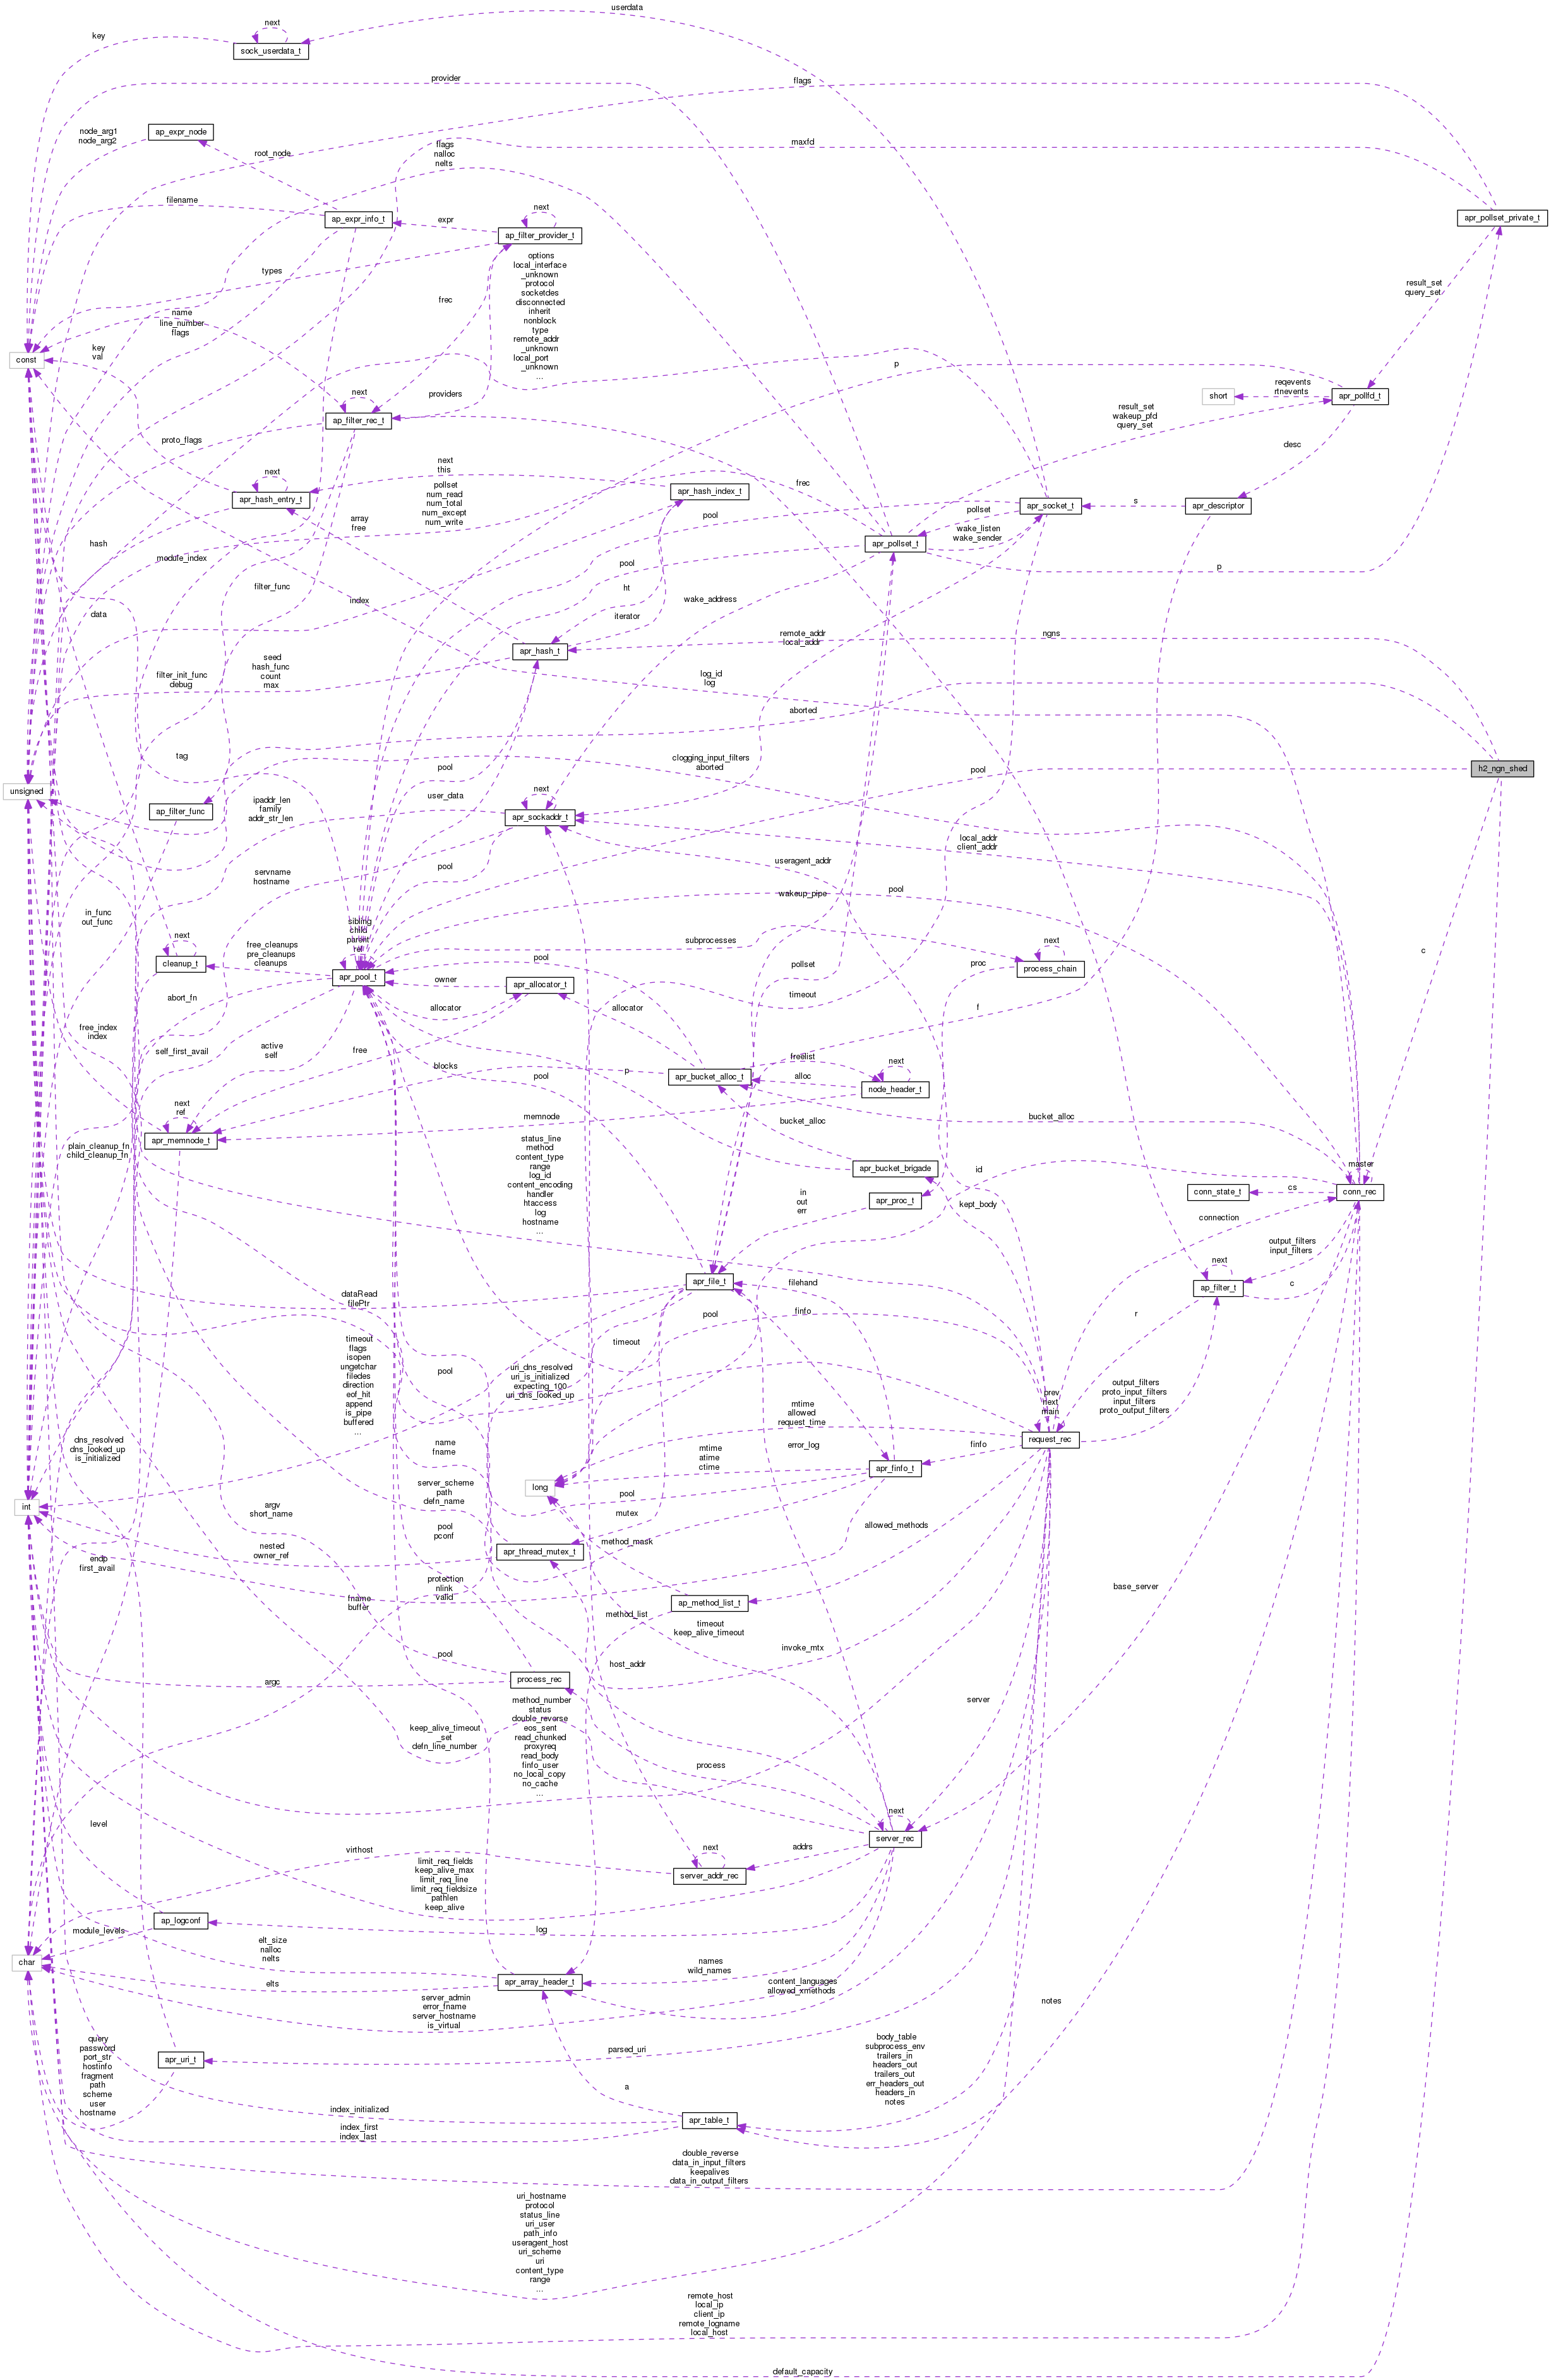 userdata
next
key
sock_userdata_t
provider
flags
node_arg1
node_arg2
ap_expr_node
flags
nalloc
nelts
maxfd
root_node
filename
ap_expr_info_t
expr
next
ap_filter_provider_t
apr_pollset_private_t
types
options
local_interface
_unknown
protocol
socketdes
disconnected
inherit
nonblock
type
remote_addr
_unknown
local_port
_unknown
...
result_set
query_set
frec
name
line_number
flags
const
key
val
p
reqevents
rtnevents
short
apr_pollfd_t
next
ap_filter_rec_t
providers
result_set
wakeup_pfd
query_set
proto_flags
desc
next
this
next
apr_hash_entry_t
pollset
num_read
num_total
num_except
num_write
apr_hash_index_t
frec
apr_socket_t
s
apr_descriptor
array
free
pool
pollset
wake_listen
wake_sender
hash
apr_pollset_t
module_index
pool
p
filter_func
ht
data
index
iterator
wake_address
remote_addr
local_addr
ngns
apr_hash_t
seed
hash_func
count
max
filter_init_func
debug
log_id
log
aborted
tag
clogging_input_filters
aborted
pool
pool
h2_ngn_shed
unsigned
user_data
next
ipaddr_len
family
addr_str_len
ap_filter_func
apr_sockaddr_t
local_addr
client_addr
useragent_addr
pool
servname
hostname
wakeup_pipe
pool
in_func
out_func
sibling
child
parent
ref
subprocesses
next
free_cleanups
pre_cleanups
cleanups
next
cleanup_t
pool
proc
process_chain
c
apr_pool_t
owner
apr_allocator_t
pollset
abort_fn
timeout
allocator
allocator
f
free_index
index
self_first_avail
active
self
free
freelist
next
blocks
p
pool
apr_bucket_alloc_t
alloc
node_header_t
next
ref
memnode
bucket_alloc
bucket_alloc
apr_memnode_t
plain_cleanup_fn
child_cleanup_fn
status_line
method
content_type
range
log_id
content_encoding
handler
htaccess
log
hostname
...
apr_bucket_brigade
id
master
in
out
err
apr_proc_t
kept_body
conn_state_t
cs
conn_rec
connection
output_filters
input_filters
next
apr_file_t
filehand
ap_filter_t
c
dataRead
filePtr
finfo
pool
r
timeout
flags
isopen
ungetchar
filedes
direction
eof_hit
append
is_pipe
buffered
...
timeout
pool
uri_dns_resolved
uri_is_initialized
expecting_100
uri_dns_looked_up
output_filters
proto_input_filters
input_filters
proto_output_filters
prev
next
main
mtime
allowed
request_time
request_rec
dns_resolved
dns_looked_up
is_initialized
name
fname
error_log
mtime
atime
ctime
finfo
apr_finfo_t
server_scheme
path
defn_name
long
pool
int
argv
short_name
mutex
allowed_methods
pool
pconf
method_mask
nested
owner_ref
apr_thread_mutex_t
endp
first_avail
protection
nlink
valid
base_server
fname
buffer
ap_method_list_t
method_list
timeout
keep_alive_timeout
invoke_mtx
pool
host_addr
argc
process_rec
server
method_number
status
double_reverse
eos_sent
read_chunked
proxyreq
read_body
finfo_user
no_local_copy
no_cache
...
keep_alive_timeout
_set
defn_line_number
process
next
level
server_rec
virthost
next
addrs
limit_req_fields
keep_alive_max
limit_req_line
limit_req_fieldsize
pathlen
keep_alive
server_addr_rec
ap_logconf
module_levels
log
elt_size
nalloc
nelts
char
names
wild_names
elts
apr_array_header_t
content_languages
allowed_xmethods
notes
server_admin
error_fname
server_hostname
is_virtual
query
password
port_str
hostinfo
fragment
path
scheme
user
hostname
apr_uri_t
parsed_uri
body_table
subprocess_env
trailers_in
headers_out
trailers_out
err_headers_out
headers_in
notes
a
index_initialized
apr_table_t
index_first
index_last
double_reverse
data_in_input_filters
keepalives
data_in_output_filters
uri_hostname
protocol
status_line
uri_user
path_info
useragent_host
uri_scheme
uri
content_type
range
...
remote_host
local_ip
client_ip
remote_logname
local_host
default_capacity